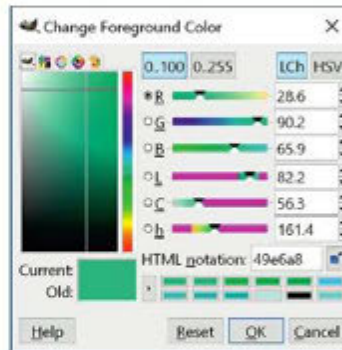 Change Foreground Color
0..100 0..255 LCh HSV
R 28.6
G 90.2
B 65.9
L 82.2
C 56.3
h 161.4
HTML notation: 49e6a8
Current:
Old:
Help Reset OK Cancel